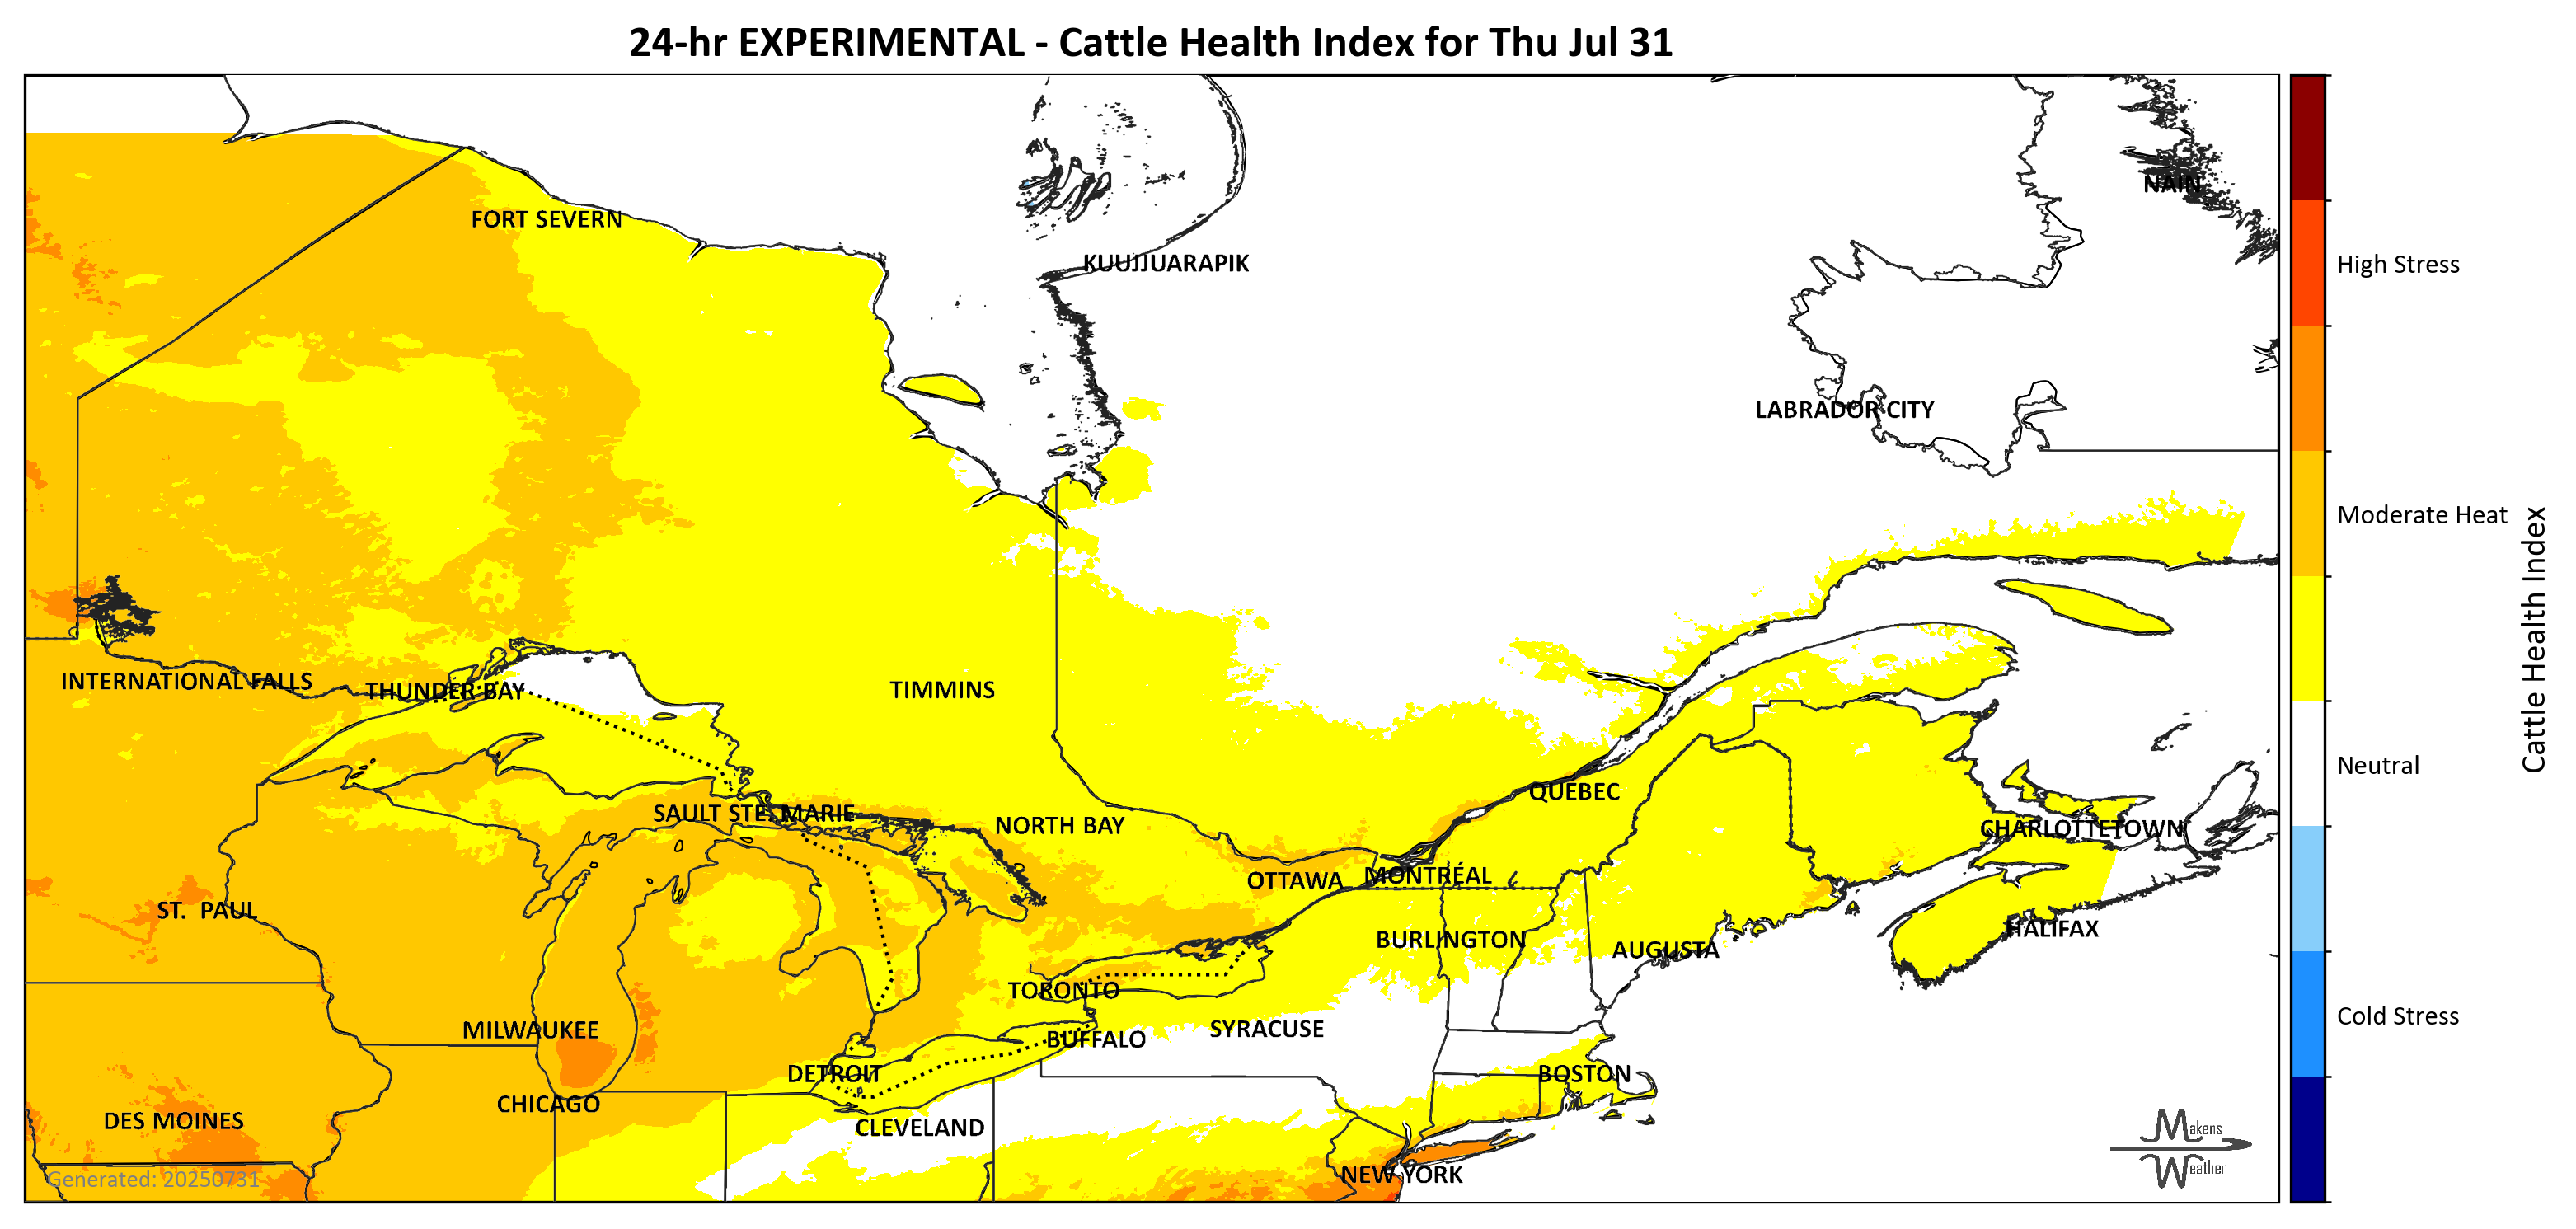 24-hr EXPERIMENTAL - Cattle Health Index for Thu Jul 31
NAIN
FORT SEVERN
KUUJJUARAPIK
High Stress
LABRADOR CITY
Moderate Heat
Cattle Health Index
INTERNATIONAL FALLS
THUNDER BAY
TIMMINS
Neutral
QUEBEC
SAULT STE. MARIE
NORTH BAY
CHARLOTTETOWN
OTTAWA
MONTRÉAL
ST. PAUL
HALIFAX
BURLINGTON
AUGUSTA
TORONTO
Cold Stress
MILWAUKEE
SYRACUSE
BUFFALO
DETROIT
BOSTON
CHICAGO
DES MOINES
CLEVELAND
Makens
Weather
NEW YORK
Generated: 20250731